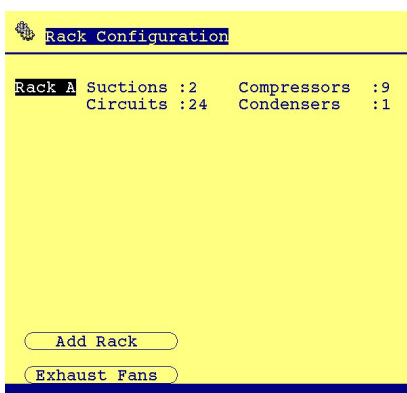 Rack Configuration
Rack A Suctions :2 Compressors :9
Circuits :24 Condensers :1
Add Rack
Exhaust Fans